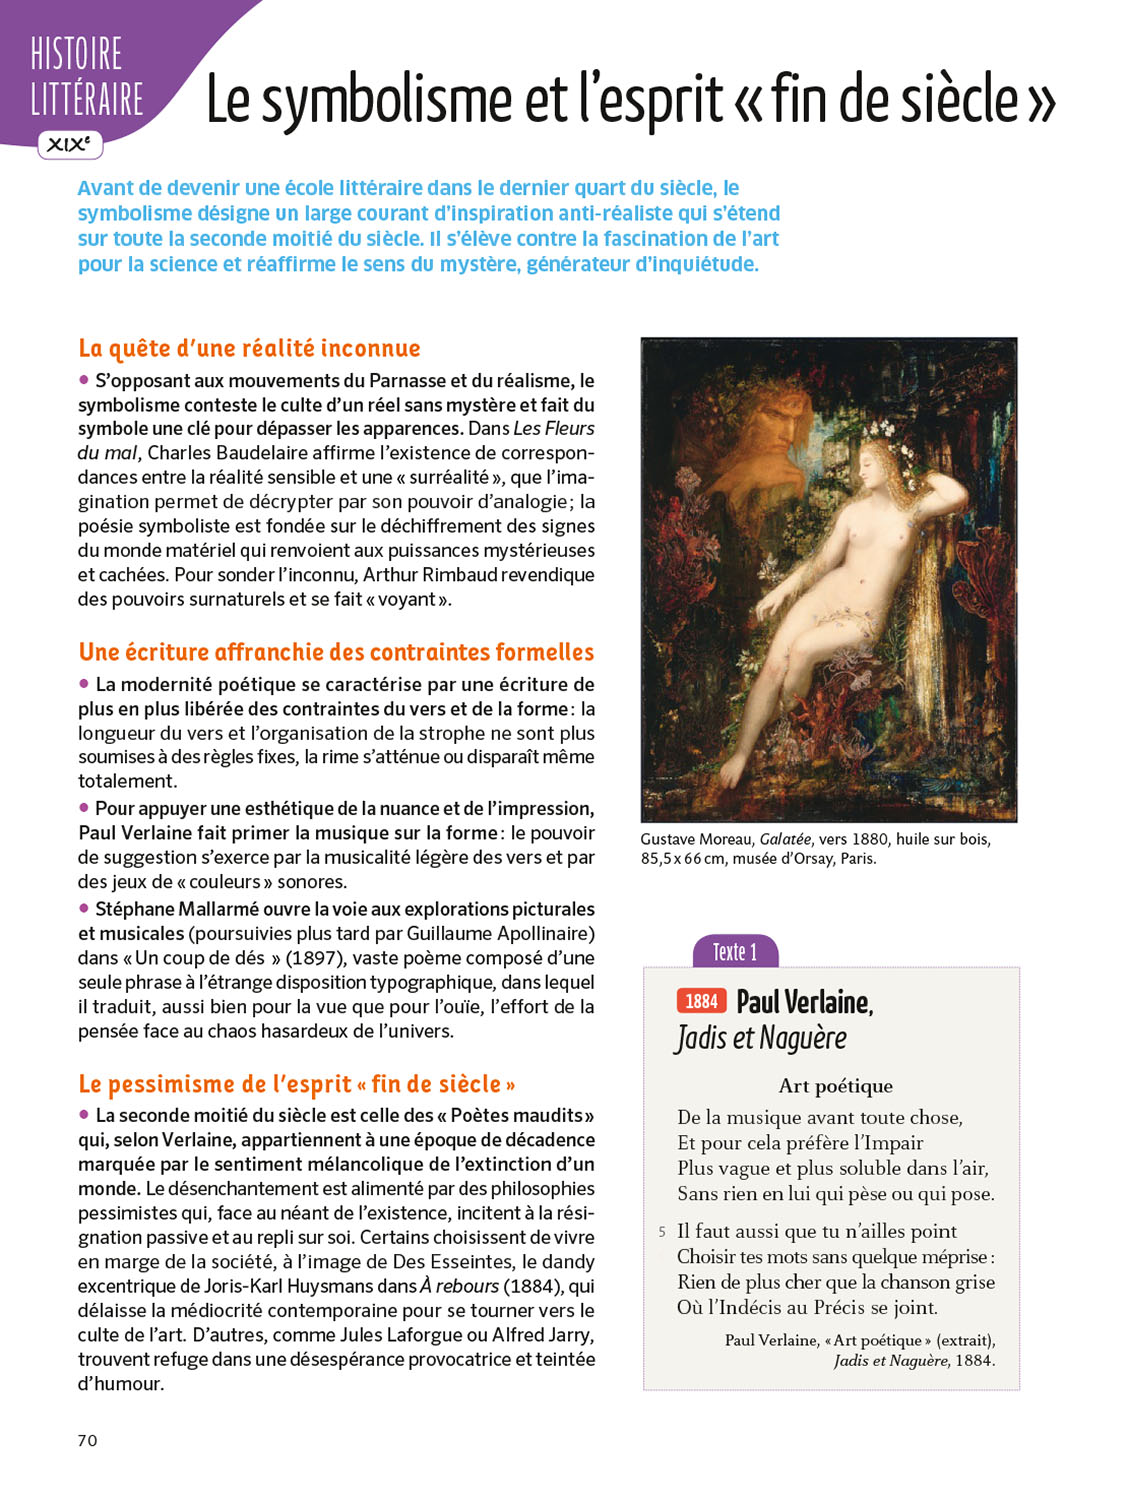 HISTOIRE
LITTÉRAIRE
XIXe
Le symbolisme et l’esprit « fin de siècle »
Avant de devenir une école littéraire dans le dernier quart du siècle, le
symbolisme désigne un large courant d’inspiration anti-réaliste qui s’étend
sur toute la seconde moitié du siècle. Il s’élève contre la fascination de l’art
pour la science et réaffirme le sens du mystère, générateur d’inquiétude.
La quête d’une réalité inconnue
• S’opposant aux mouvements du Parnasse et du réalisme, le
symbolisme conteste le culte d’un réel sans mystère et fait du
symbole une clé pour dépasser les apparences. Dans Les Fleurs
du mal, Charles Baudelaire affirme l’existence de correspon-
dances entre la réalité sensible et une « surréalité », que l’ima-
gination permet de décrypter par son pouvoir d’analogie ; la
poésie symboliste est fondée sur le déchiffrement des signes
du monde matériel qui renvoient aux puissances mystérieuses
et cachées. Pour sonder l’inconnu, Arthur Rimbaud revendique
des pouvoirs surnaturels et se fait « voyant ».
Une écriture affranchie des contraintes formelles
• La modernité poétique se caractérise par une écriture de
plus en plus libérée des contraintes du vers et de la forme : la
longueur du vers et l’organisation de la strophe ne sont plus
soumises à des règles fixes, la rime s’atténue ou disparaît même
totalement.
• Pour appuyer une esthétique de la nuance et de l’impression,
Paul Verlaine fait primer la musique sur la forme : le pouvoir
de suggestion s’exerce par la musicalité légère des vers et par
des jeux de « couleurs » sonores.
• Stéphane Mallarmé ouvre la voie aux explorations picturales
et musicales (poursuivies plus tard par Guillaume Apollinaire)
dans « Un coup de dés » (1897), vaste poème composé d’une
seule phrase à l’étrange disposition typographique, dans lequel
il traduit, aussi bien pour la vue que pour l’ouïe, l’effort de la
pensée face au chaos hasardeux de l’univers.
Le pessimisme de l’esprit « fin de siècle »
• La seconde moitié du siècle est celle des « Poètes maudits »
qui, selon Verlaine, appartiennent à une époque de décadence
marquée par le sentiment mélancolique de l’extinction d’un
monde. Le désenchantement est alimenté par des philosophies
pessimistes qui, face au néant de l’existence, incitent à la rési-
gnation passive et au repli sur soi. Certains choisissent de vivre
en marge de la société, à l’image de Des Esseintes, le dandy
excentrique de Joris-Karl Huysmans dans À rebours (1884), qui
délaisse la médiocrité contemporaine pour se tourner vers le
culte de l’art. D’autres, comme Jules Laforgue ou Alfred Jarry,
trouvent refuge dans une désespérance provocatrice et teintée
d’humour.
Gustave Moreau, Galatée, vers 1880, huile sur bois,
85,5 x 66 cm, musée d’Orsay, Paris.
Texte 1
1884 Paul Verlaine,
Jadis et Naguère
Art poétique
De la musique avant toute chose,
Et pour cela préfère l’Impair
Plus vague et plus soluble dans l’air,
Sans rien en lui qui pèse ou qui pose.
5 Il faut aussi que tu n’ailles point
Choisir tes mots sans quelque méprise :
Rien de plus cher que la chanson grise
Où l’Indécis au Précis se joint.
Paul Verlaine, « Art poétique » (extrait),
Jadis et Naguère, 1884.
70